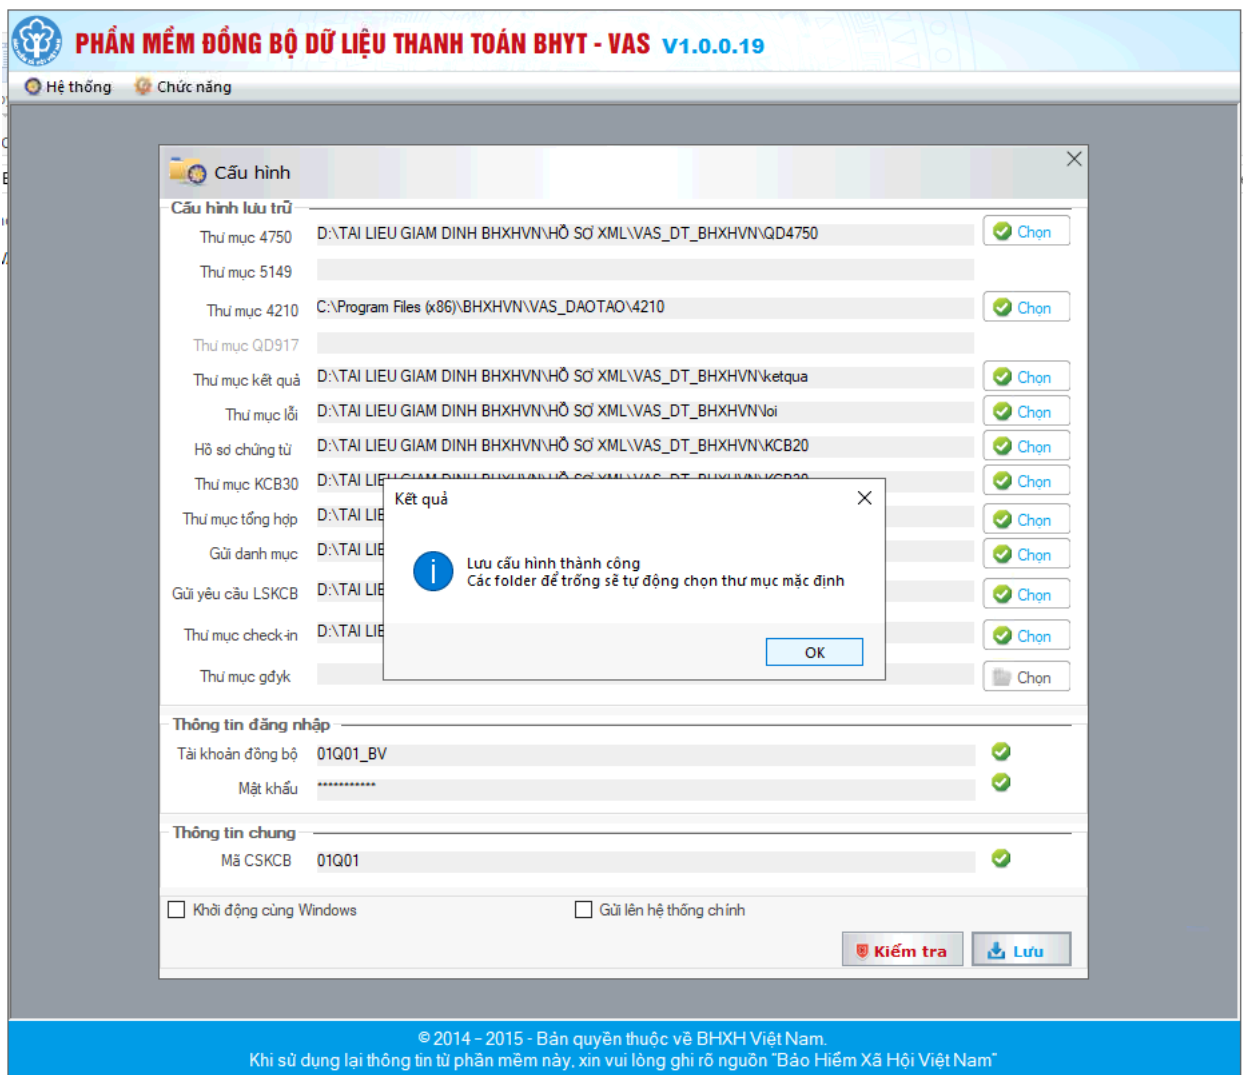 PHẦN MỀM ĐỒNG BỘ DỮ LIỆU THANH TOÁN BHYT - VAS V1.0.0.19
Hệ thống Chức năng
Cấu hình
Cấu hình lưu trữ
Thư mục 4750 D:\TAI LIEU GIAM DINH BHXHVN\HỒ SƠ XML\VAS_DT_BHXHVN\QD4750 Chọn
Thư mục 5149
Thư mục 4210 C:\Program Files (x86)\BHXHVN\VAS_DAOTAO\4210 Chọn
Thư mục QD917
Thư mục kết quả D:\TAI LIEU GIAM DINH BHXHVN\HỒ SƠ XML\VAS_DT_BHXHVN\ketqua Chọn
Thư mục lỗi D:\TAI LIEU GIAM DINH BHXHVN\HỒ SƠ XML\VAS_DT_BHXHVN\loi Chọn
Hồ sơ chứng từ D:\TAI LIEU GIAM DINH BHXHVN\HỒ SƠ XML\VAS_DT_BHXHVN\KCB20 Chọn
Thư mục KCB30 D:\TAI LIE Chọn
Kết quả
Thư mục tổng hợp D:\TAI LIE Chọn
Gửi danh mục D:\TAI LIE Chọn
Lưu cấu hình thành công
Các folder để trống sẽ tự động chọn thư mục mặc định
Gửi yêu cầu LSKCB D:\TAI LIE Chọn
Thư mục check-in D:\TAI LIE Chọn
OK
Thư mục gđyk Chọn
Thông tin đăng nhập
Tài khoản đồng bộ 01Q01_BV
Mật khẩu ***********
Thông tin chung
Mã CSKCB 01Q01
Khởi động cùng Windows Gửi lên hệ thống chính
Kiểm tra Lưu
© 2014 – 2015 - Bản quyền thuộc về BHXH Việt Nam.
Khi sử dụng lại thông tin từ phần mềm này, xin vui lòng ghi rõ nguồn "Bảo Hiểm Xã Hội Việt Nam"